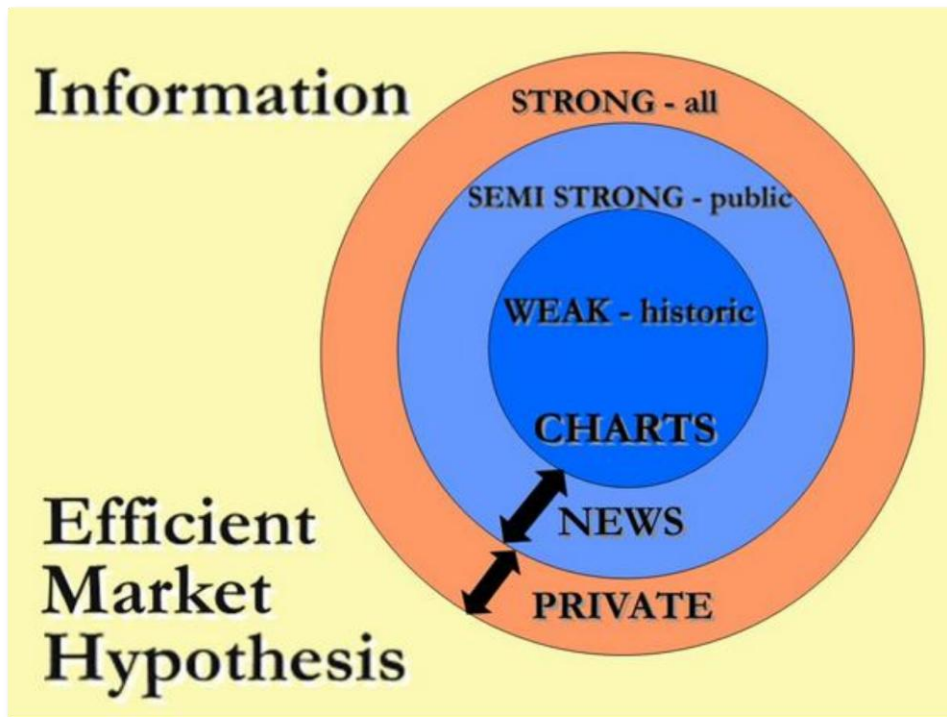 Information
STRONG - all
SEMI STRONG - public
WEAK - historic
CHARTS
NEWS
PRIVATE
Efficient
Market
Hypothesis